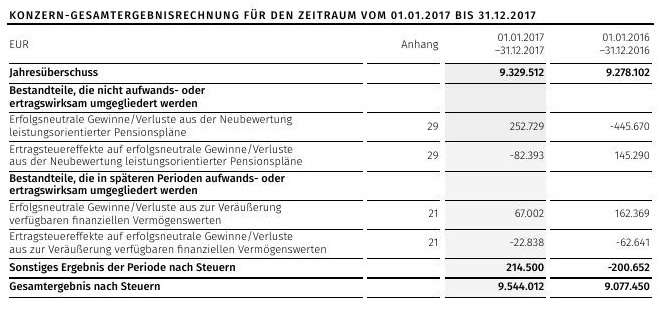 KONZERN-GESAMTERGEBNISRECHNUNG FÜR DEN ZEITRAUM VOM 01.01.2017 BIS 31.12.2017
EUR Anhang 01.01.2017 –31.12.2017 01.01.2016 –31.12.2016
Jahresüberschuss 9.329.512 9.278.102
Bestandteile, die nicht aufwands- oder
ertragswirksam umgegliedert werden
Erfolgsneutrale Gewinne/Verluste aus der Neubewertung
leistungsorientierter Pensionspläne 29 252.729 -445.670
Ertragsteuereffekte auf erfolgsneutrale Gewinne/Verluste
aus der Neubewertung leistungsorientierter Pensionspläne 29 -82.393 145.290
Bestandteile, die in späteren Perioden aufwands- oder
ertragswirksam umgegliedert werden
Erfolgsneutrale Gewinne/Verluste aus zur Veräußerung
verfügbaren finanziellen Vermögenswerten 21 67.002 162.369
Ertragsteuereffekte auf erfolgsneutrale Gewinne/Verluste
aus zur Veräußerung verfügbaren finanziellen Vermögenswerten 21 -22.838 -62.641
Sonstiges Ergebnis der Periode nach Steuern 214.500 -200.652
Gesamtergebnis nach Steuern 9.544.012 9.077.450